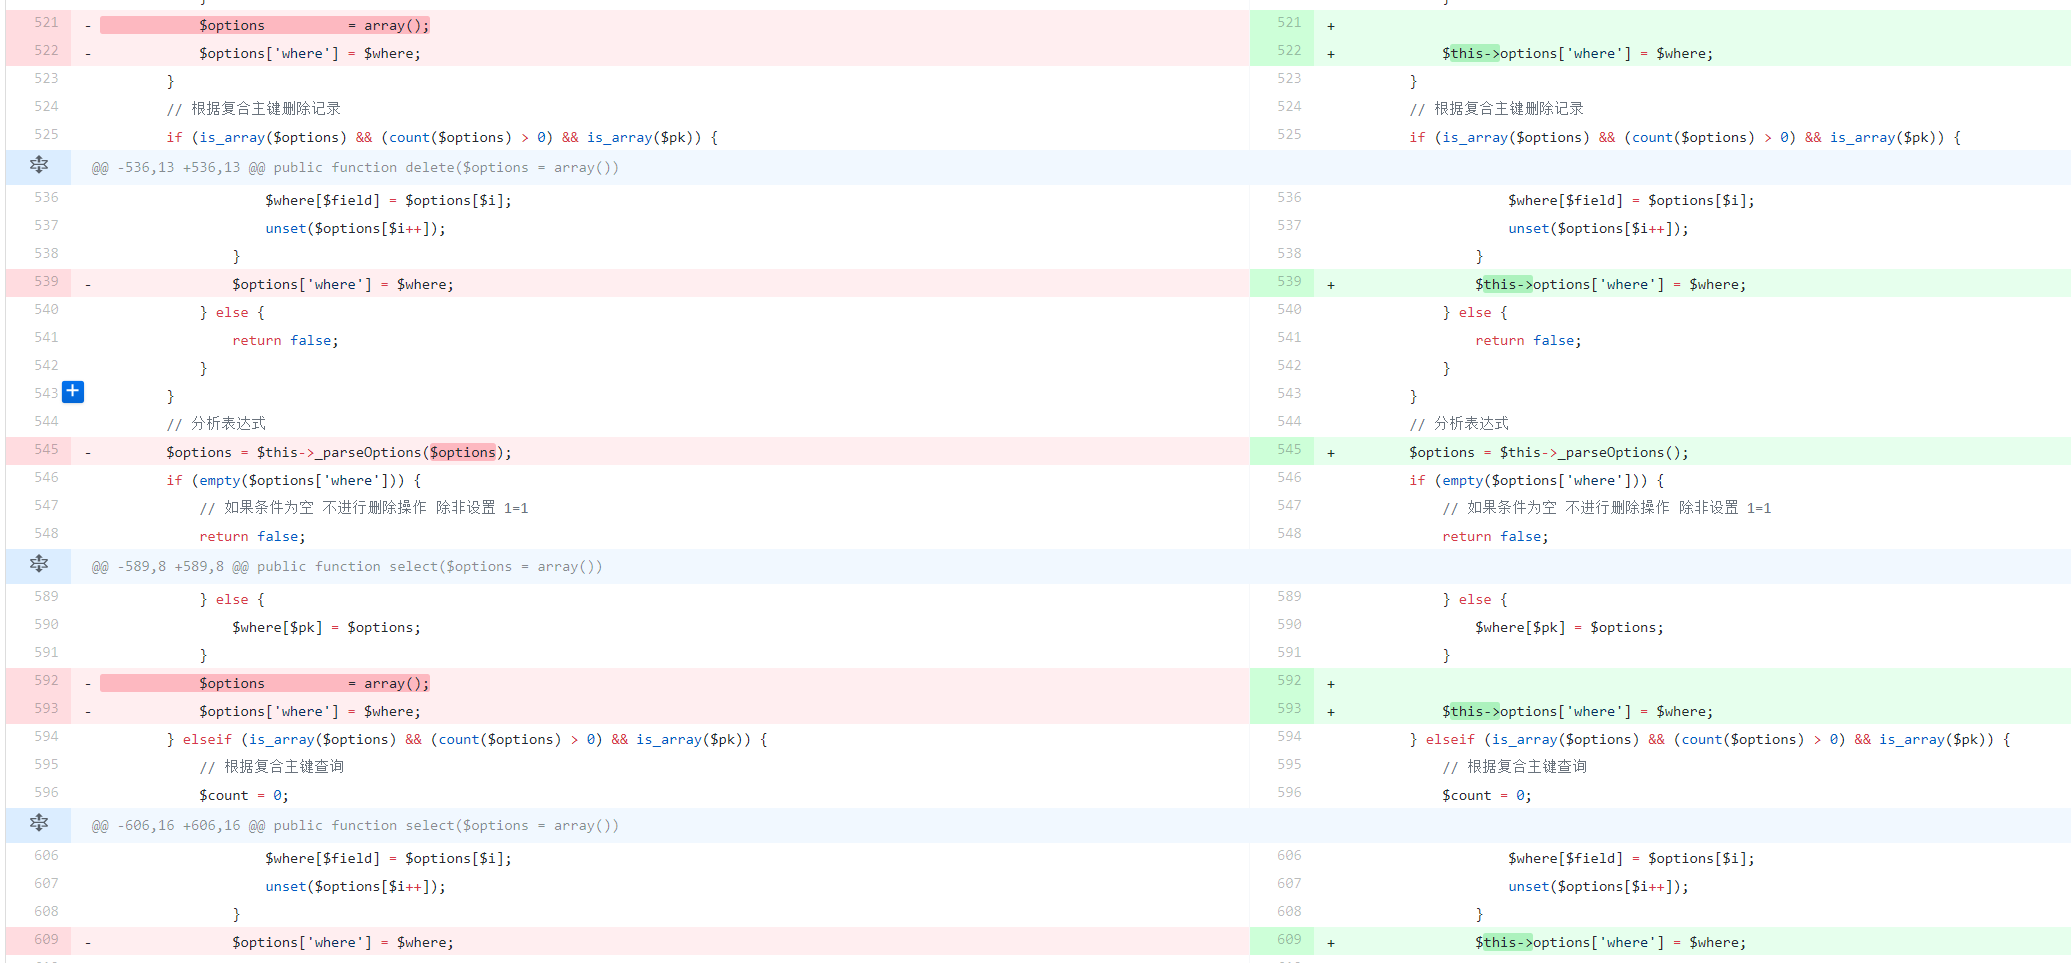 521 -             $options          = array();
522 -             $options['where'] = $where;
523         }
524         // 根据复合主键删除记录
525         if (is_array($options) && (count($options) > 0) && is_array($pk)) {
@@ -536,13 +536,13 @@ public function delete($options = array())
536                     $where[$field] = $options[$i];
537                     unset($options[$i++]);
538                 }
539 -                 $options['where'] = $where;
540             } else {
541                 return false;
542             }
543         }
544         // 分析表达式
545 -         $options = $this->_parseOptions($options);
546         if (empty($options['where'])) {
547             // 如果条件为空 不进行删除操作 除非设置 1=1
548             return false;
@@ -589,8 +589,8 @@ public function select($options = array())
589             } else {
590                 $where[$pk] = $options;
591             }
592 -             $options          = array();
593 -             $options['where'] = $where;
594         } elseif (is_array($options) && (count($options) > 0) && is_array($pk)) {
595             // 根据复合主键查询
596             $count = 0;
@@ -606,16 +606,16 @@ public function select($options = array())
606                     $where[$field] = $options[$i];
607                     unset($options[$i++]);
608                 }
609 -                 $options['where'] = $where;
521 +
522 +             $this->options['where'] = $where;
523         }
524         // 根据复合主键删除记录
525         if (is_array($options) && (count($options) > 0) && is_array($pk)) {
536                     $where[$field] = $options[$i];
537                     unset($options[$i++]);
538                 }
539 +                 $this->options['where'] = $where;
540             } else {
541                 return false;
542             }
543         }
544         // 分析表达式
545 +         $options = $this->_parseOptions();
546         if (empty($options['where'])) {
547             // 如果条件为空 不进行删除操作 除非设置 1=1
548             return false;
589             } else {
590                 $where[$pk] = $options;
591             }
592 +
593 +             $this->options['where'] = $where;
594         } elseif (is_array($options) && (count($options) > 0) && is_array($pk)) {
595             // 根据复合主键查询
596             $count = 0;
606                     $where[$field] = $options[$i];
607                     unset($options[$i++]);
608                 }
609 +                 $this->options['where'] = $where;